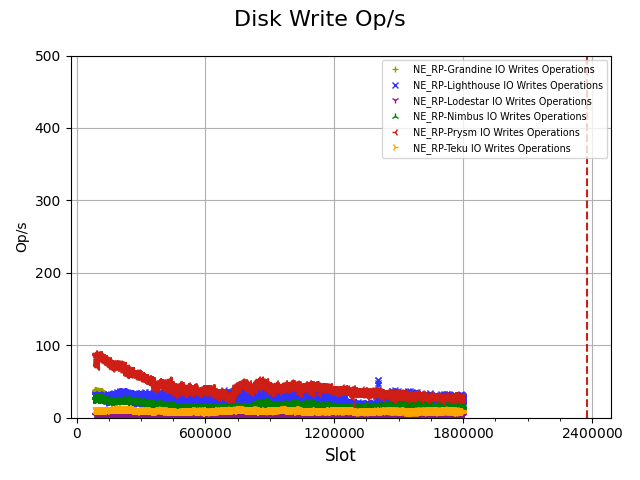 Disk Write Op/s
500
400
300
200
100
0
Op/s
NE_RP-Grandine IO Writes Operations
NE_RP-Lighthouse IO Writes Operations
NE_RP-Lodestar IO Writes Operations
NE_RP-Nimbus IO Writes Operations
NE_RP-Prysm IO Writes Operations
NE_RP-Teku IO Writes Operations
0 600000 1200000 1800000 2400000
Slot